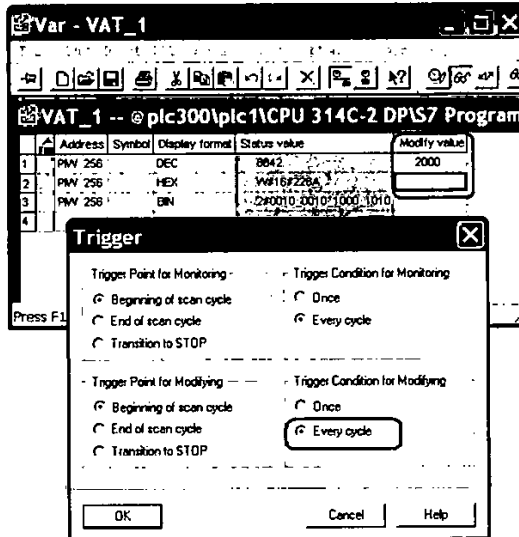 Var - VAT_1
VAT_1 -- @plc300\plc1\CPU 314C-2 DP\S7 Program
Address Symbol Display format Status value Modify value
1 PIW 256 DEC 8842 2000
2 PIW 256 HEX W#16#228A
3 PIW 256 BIN 2#0010_0010_1000_1010
4
Trigger
Trigger Point for Monitoring
Beginning of scan cycle
End of scan cycle
Transition to STOP
Trigger Condition for Monitoring
Once
Every cycle
Press F1
Trigger Point for Modifying
Beginning of scan cycle
End of scan cycle
Transition to STOP
Trigger Condition for Modifying
Once
Every cycle
OK Cancel Help